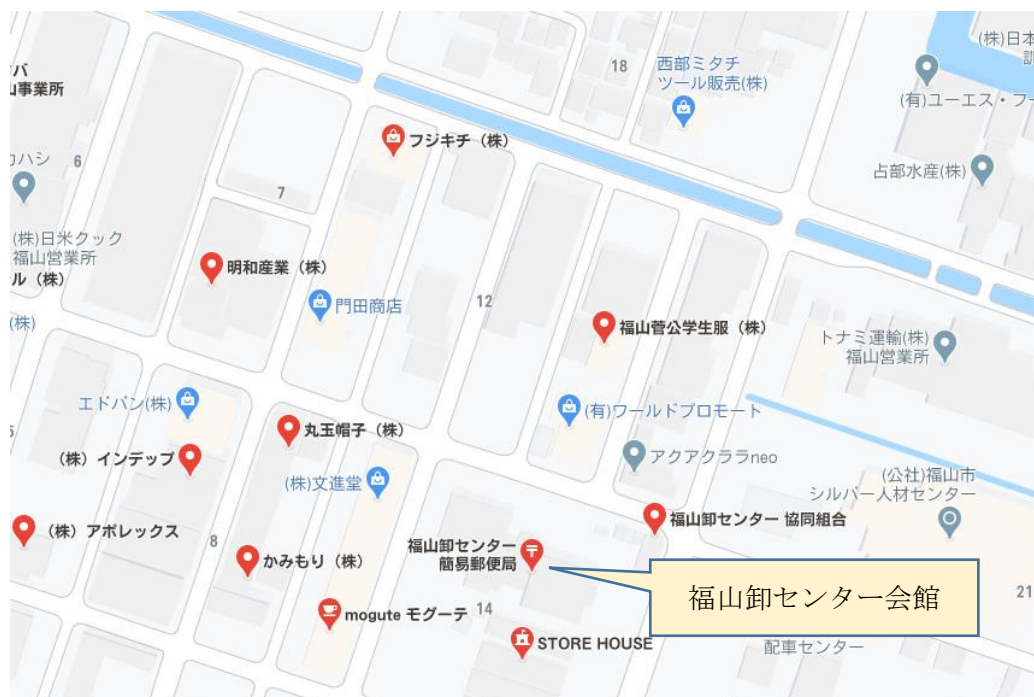 (株)日本
訓
西部ミタチ
ツール販売(株)
18
バ
山事業所
(有)ユーエス・フー
フジキチ（株）
カハシ
6
占部水産(株)
7
(株)日米クック
福山営業所
ル（株）
明和産業（株）
門田商店
12
(株)
福山菅公学生服（株）
トナミ運輸(株)
福山営業所
エドバン(株)
(有)ワールドプロモート
丸玉帽子（株）
5
（株）インデップ
(株)文進堂
アクアクララneo
(公社)福山市
シルバー人材センター
（株）アポレックス
8
福山卸センター 協同組合
福山卸センター
簡易郵便局
かみもり（株）
福山卸センター会館
21
mogute モグーテ
14
STORE HOUSE
配車センター